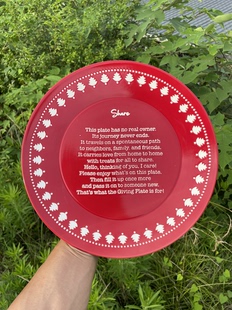 Share
This plate has no real owner.
Its journey never ends.
It travels on a spontaneous path
to neighbors, family, and friends.
It carries love from home to home
with treats for all to share.
Hello, thinking of you. I care!
Please enjoy what's on this plate.
Then fill it up once more
and pass it on to someone new.
That's what the Giving Plate is for!